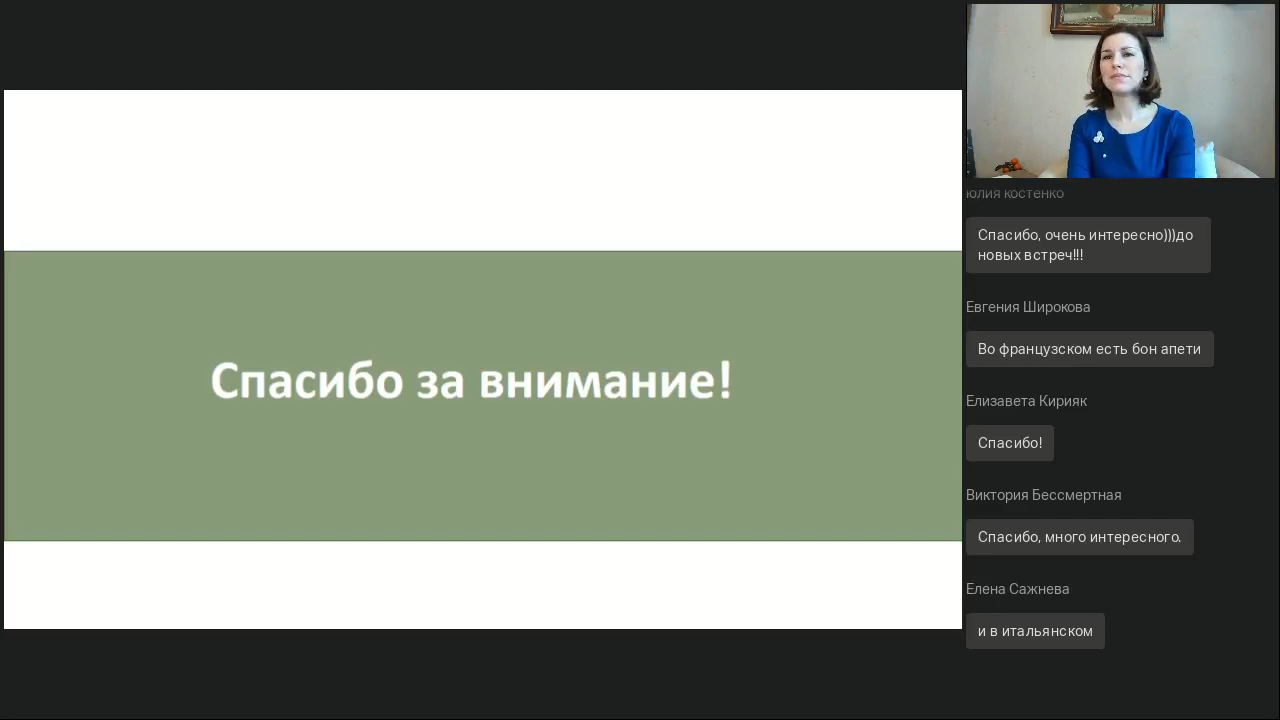 Спасибо за внимание!
юлия костенко
Спасибо, очень интересно)))до
новых встреч!!!
Евгения Широкова
Во французском есть бон апети
Елизавета Кирияк
Спасибо!
Виктория Бессмертная
Спасибо, много интересного.
Елена Сажнева
и в итальянском